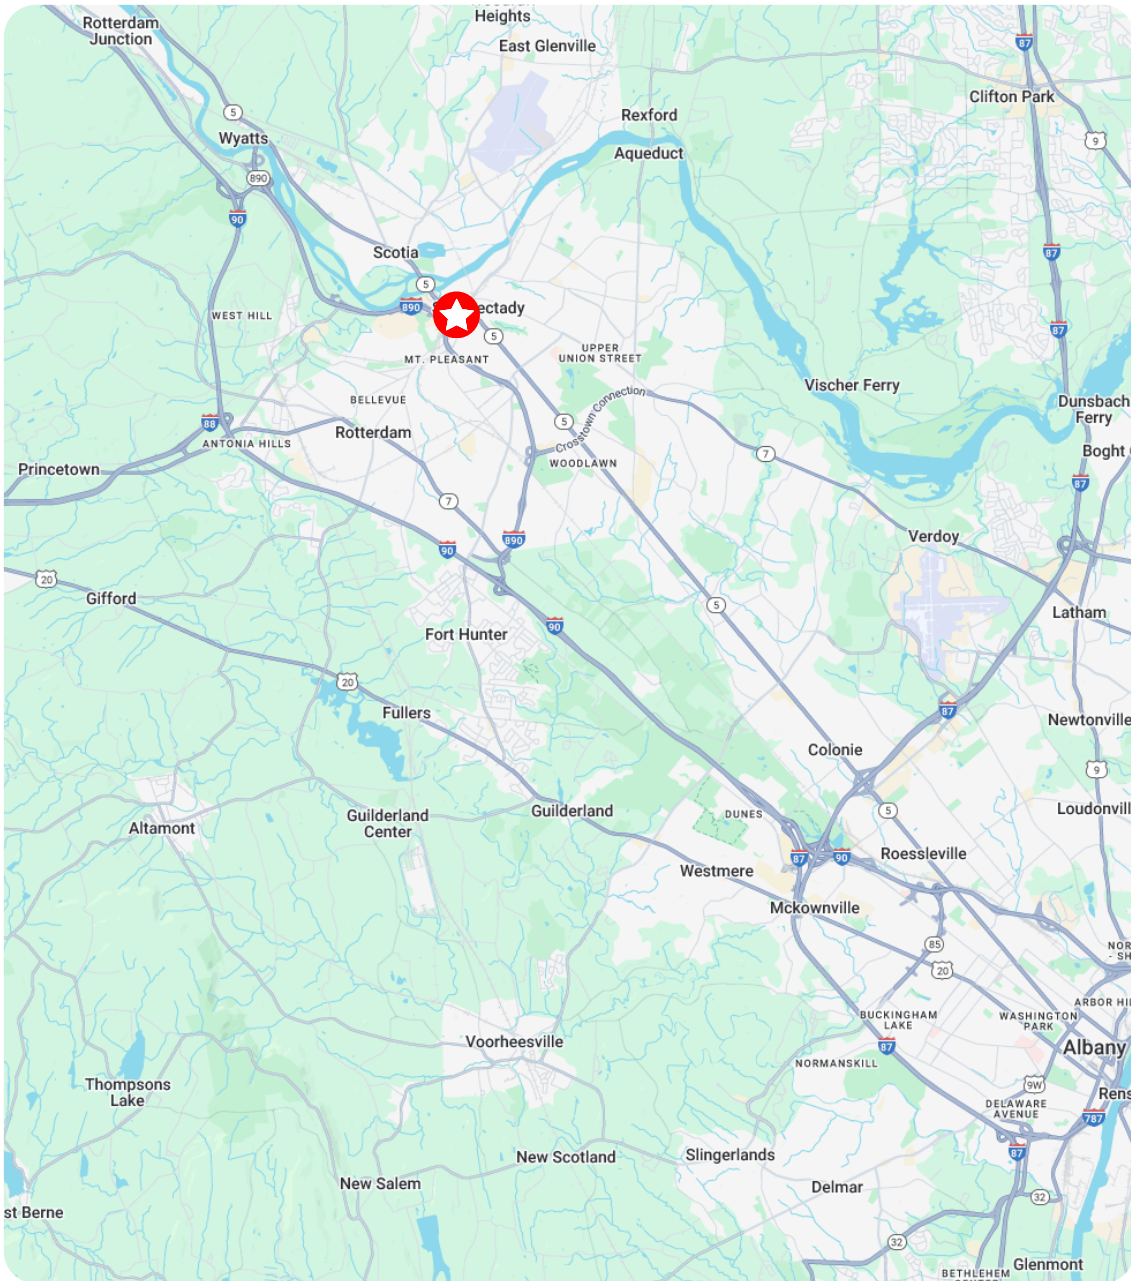 Rotterdam
Junction
Heights
East Glenville
87
Clifton Park
5
Rexford
Wyatts
Aqueduct
9
890
90
Scotia
87
5
890
ectady
WEST HILL
5
87
UPPER
UNION STREET
MT. PLEASANT
Vischer Ferry
BELLEVUE
Crosstown Connection
Dunsbach
Ferry
88
5
Rotterdam
ANTONIA HILLS
Boght
7
WOODLAWN
Princetown
87
7
Verdoy
890
90
20
Gifford
5
Latham
90
Fort Hunter
20
Fullers
87
Newtonville
Colonie
9
Guilderland
5
Loudonvill
Guilderland
Center
DUNES
Altamont
Roessleville
87
90
Westmere
Mckownville
85
NOR
- SH
20
ARBOR HI
BUCKINGHAM
LAKE
WASHINGTON
PARK
Voorheesville
87
Albany
NORMANSKILL
Thompsons
Lake
9W
Rens
DELAWARE
AVENUE
787
New Scotland
Slingerlands
87
New Salem
Delmar
32
st Berne
32
Glenmont
BETHLEHEM